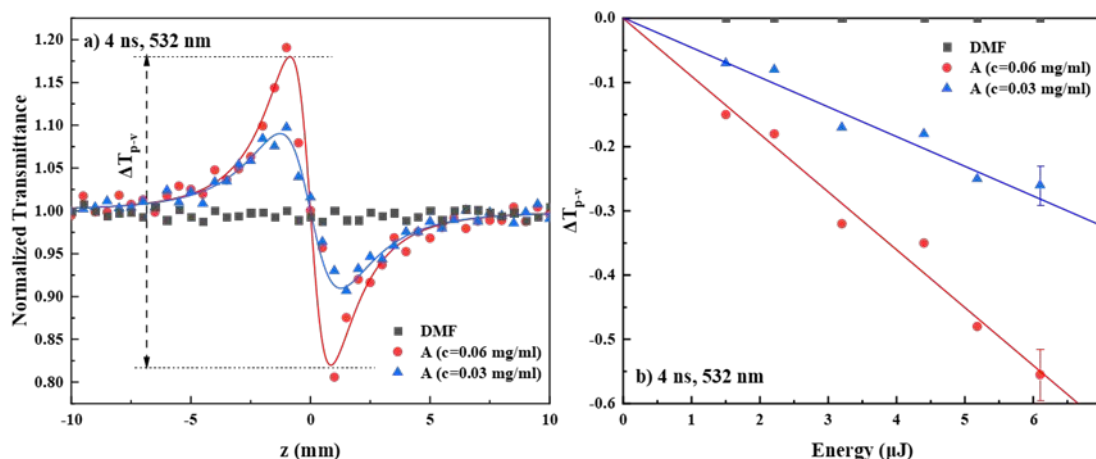 a) 4 ns, 532 nm
1.20
1.15
1.10
1.05
1.00
0.95
0.90
0.85
0.80
Normalized Transmittance
ΔTp-v
DMF
A (c=0.06 mg/ml)
A (c=0.03 mg/ml)
-10 -5 0 5 10
z (mm)
0.0
-0.1
-0.2
-0.3
-0.4
-0.5
-0.6
ΔTp-v
DMF
A (c=0.06 mg/ml)
A (c=0.03 mg/ml)
b) 4 ns, 532 nm
0 1 2 3 4 5 6
Energy (μJ)